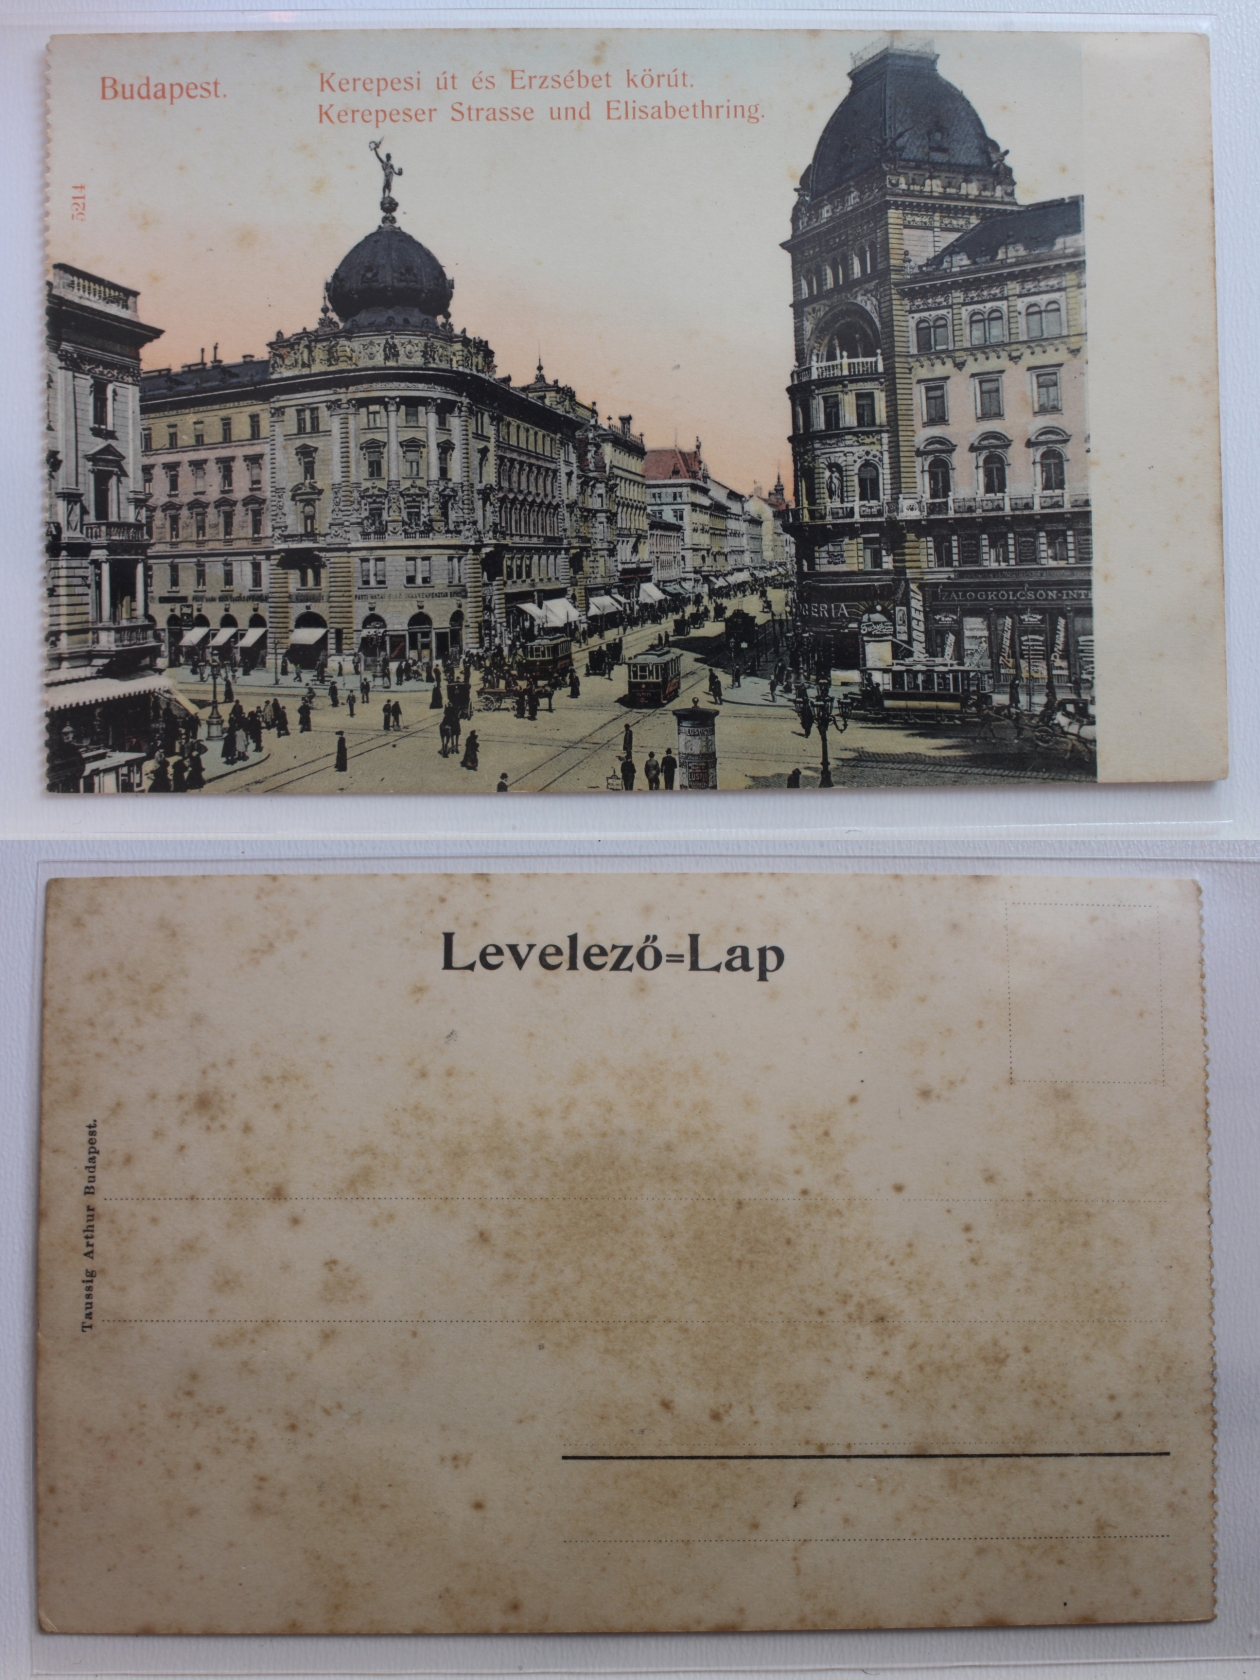 Budapest.
Kerepesi út és Erzsébet körút.
Kerepeser Strasse und Elisabethring.
5214
ZÁLOGKÖLCSÖN-INT
Levelező=Lap
Taussig Arthur Budapest.